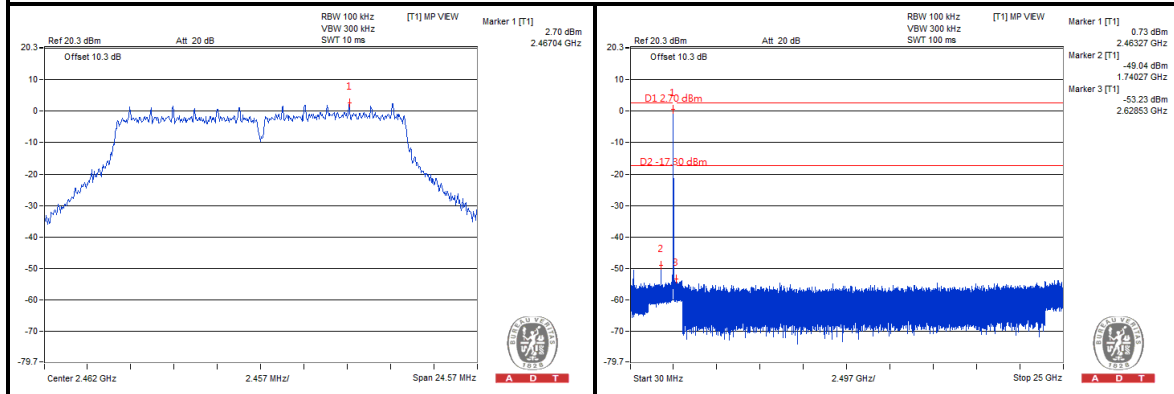 RBW 100 kHz [T1] MP VIEW
VBW 300 kHz
Ref 20.3 dBm Att 20 dB SWT 10 ms
Marker 1 [T1]
2.70 dBm
2.46704 GHz
20.3
Offset 10.3 dB
10
0
-10
-20
-30
-40
-50
-60
-70
-79.7
1
Center 2.462 GHz 2.457 MHz/ Span 24.57 MHz
BUREAU VERITAS
1828
A D T
RBW 100 kHz [T1] MP VIEW
VBW 300 kHz
Ref 20.3 dBm Att 20 dB SWT 100 ms
Marker 1 [T1]
0.73 dBm
2.46327 GHz
Marker 2 [T1]
-49.04 dBm
1.74027 GHz
Marker 3 [T1]
-53.23 dBm
2.62853 GHz
20.3
Offset 10.3 dB
10
0
-10
-20
-30
-40
-50
-60
-70
-79.7
D1 2.70 dBm
1
D2 -17.30 dBm
2
3
Start 30 MHz 2.497 GHz/ Stop 25 GHz
BUREAU VERITAS
1828
A D T